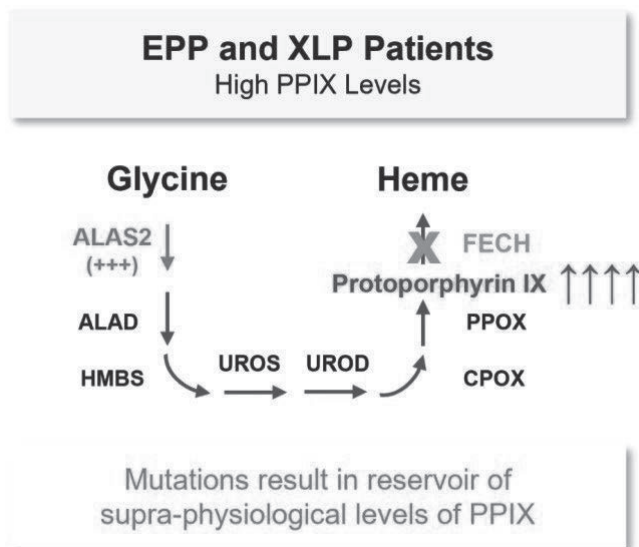 EPP and XLP Patients
High PPIX Levels
Glycine Heme
ALAS2 FECH
(+++)
Protoporphyrin IX ↑↑↑↑
ALAD PPOX
UROS UROD
HMBS CPOX
Mutations result in reservoir of
supra-physiological levels of PPIX